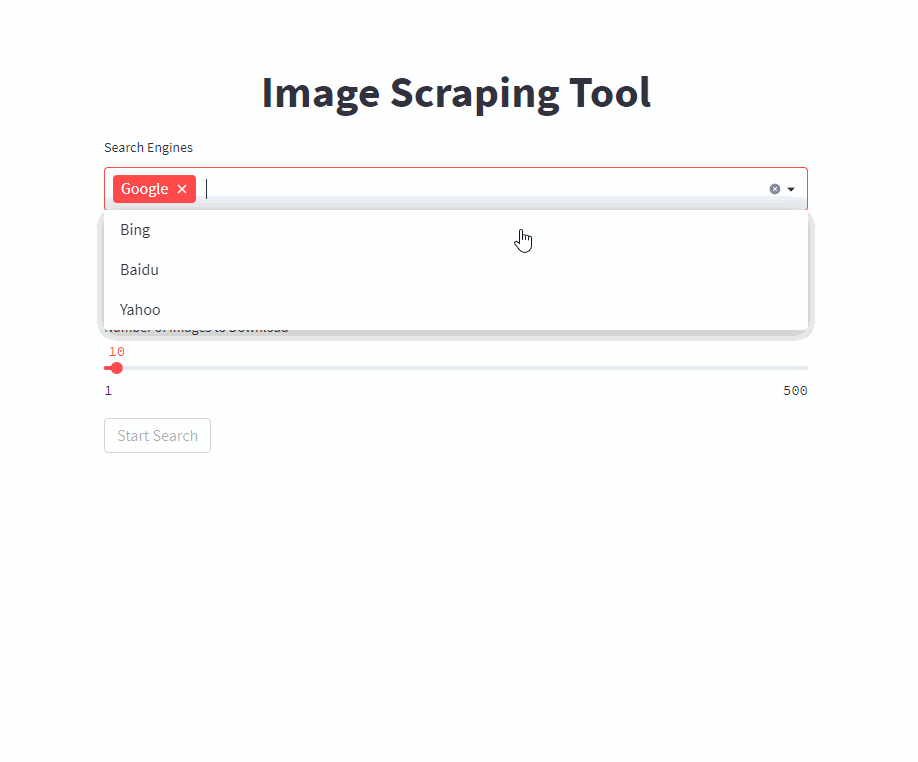 Image Scraping Tool
Search Engines
Google
Bing
Baidu
Yahoo
Number of Images to Download
10
1
500
Start Search